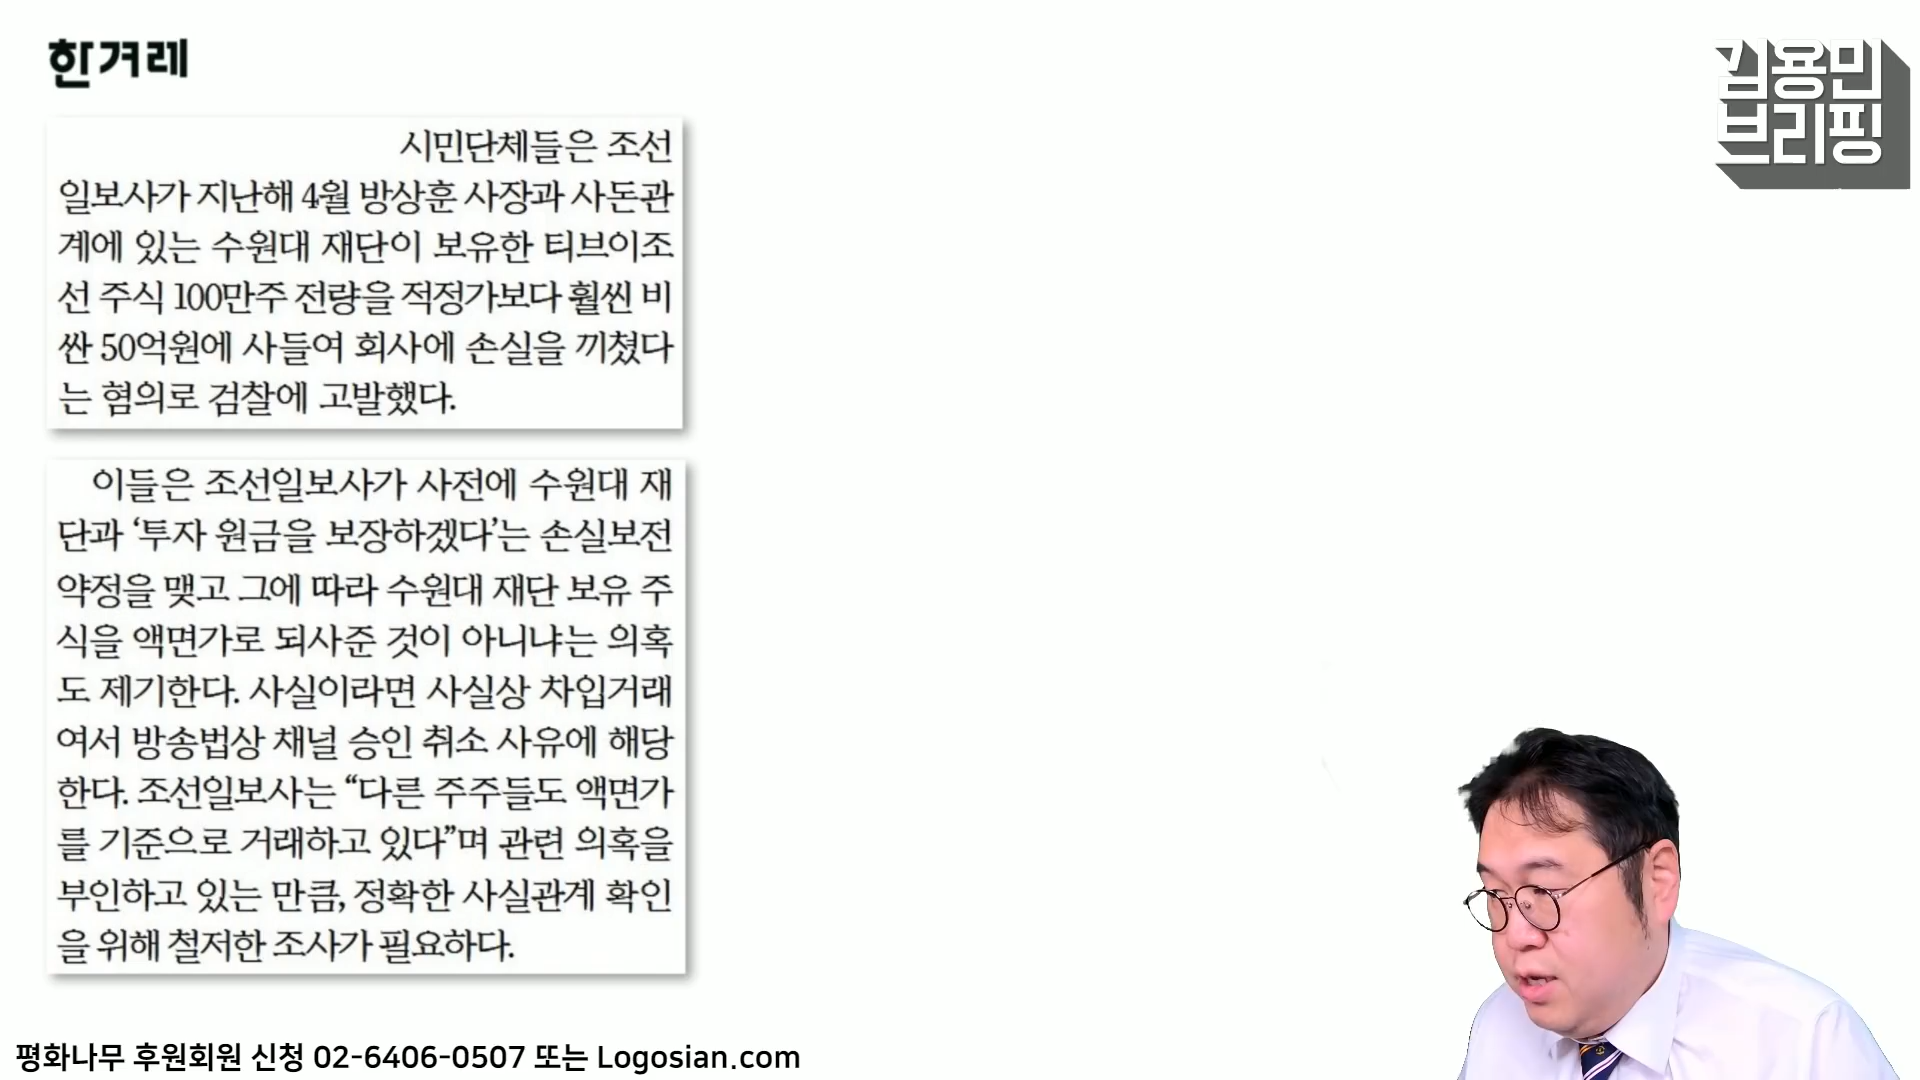 한겨레
김용민
브리핑
시민단체들은 조선
일보사가 지난해 4월 방상훈 사장과 사돈관
계에 있는 수원대 재단이 보유한 티브이조
선 주식 100만주 전량을 적정가보다 훨씬 비
싼 50억원에 사들여 회사에 손실을 끼쳤다
는 혐의로 검찰에 고발했다.
이들은 조선일보사가 사전에 수원대 재
단과 ‘투자 원금을 보장하겠다’는 손실보전
약정을 맺고 그에 따라 수원대 재단 보유 주
식을 액면가로 되사준 것이 아니냐는 의혹
도 제기한다. 사실이라면 사실상 차입거래
여서 방송법상 채널 승인 취소 사유에 해당
한다. 조선일보사는 “다른 주주들도 액면가
를 기준으로 거래하고 있다”며 관련 의혹을
부인하고 있는 만큼, 정확한 사실관계 확인
을 위해 철저한 조사가 필요하다.
평화나무 후원회원 신청 02-6406-0507 또는 Logosian.com